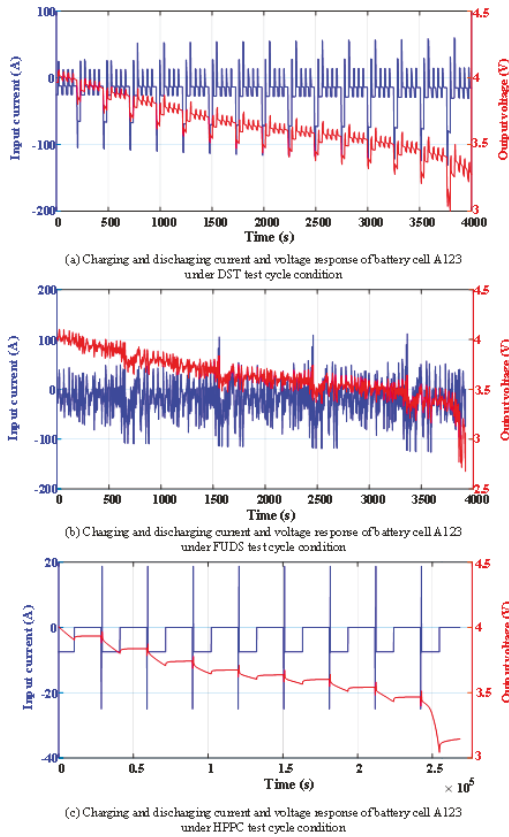 100
0
-100
-200
Input current (A)
4.5
4
3.5
3
Ouiput voltage (V)
0 500 1000 1500 2000 2500 3000 3500 4000
Time (s)
(a) Charging and discharging current and voltage response of battery cell A123
under DST test cycle condition
200
100
0
-100
-200
Input current (A)
4.5
4
3.5
3
2.5
Output voltage (V)
0 500 1000 1500 2000 2500 3000 3500 4000
Time (s)
(b) Charging and discharging current and voltage response of battery cell A123
under FUDS test cycle condition
20
0
-20
-40
Input current (A)
4.5
4
3.5
3
Output voltage (V)
0 0.5 1 1.5 2 2.5
× 10⁵
Time (s)
(c) Charging and discharging current and voltage response of battery cell A123
under HPPC test cycle condition